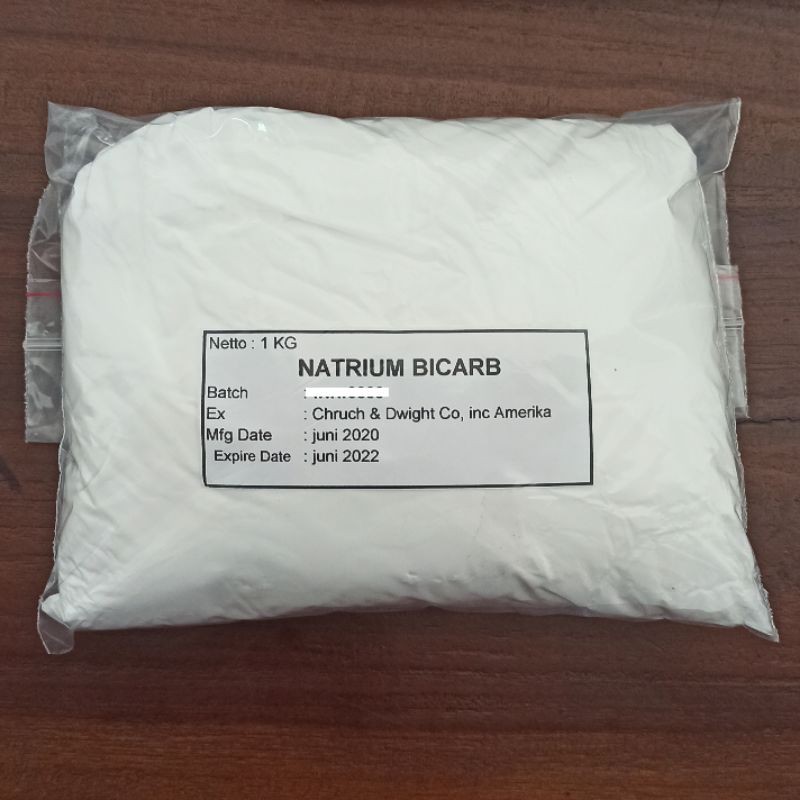 Netto : 1 KG
NATRIUM BICARB
Batch :
Ex : Chruch & Dwight Co, inc Amerika
Mfg Date : juni 2020
Expire Date : juni 2022